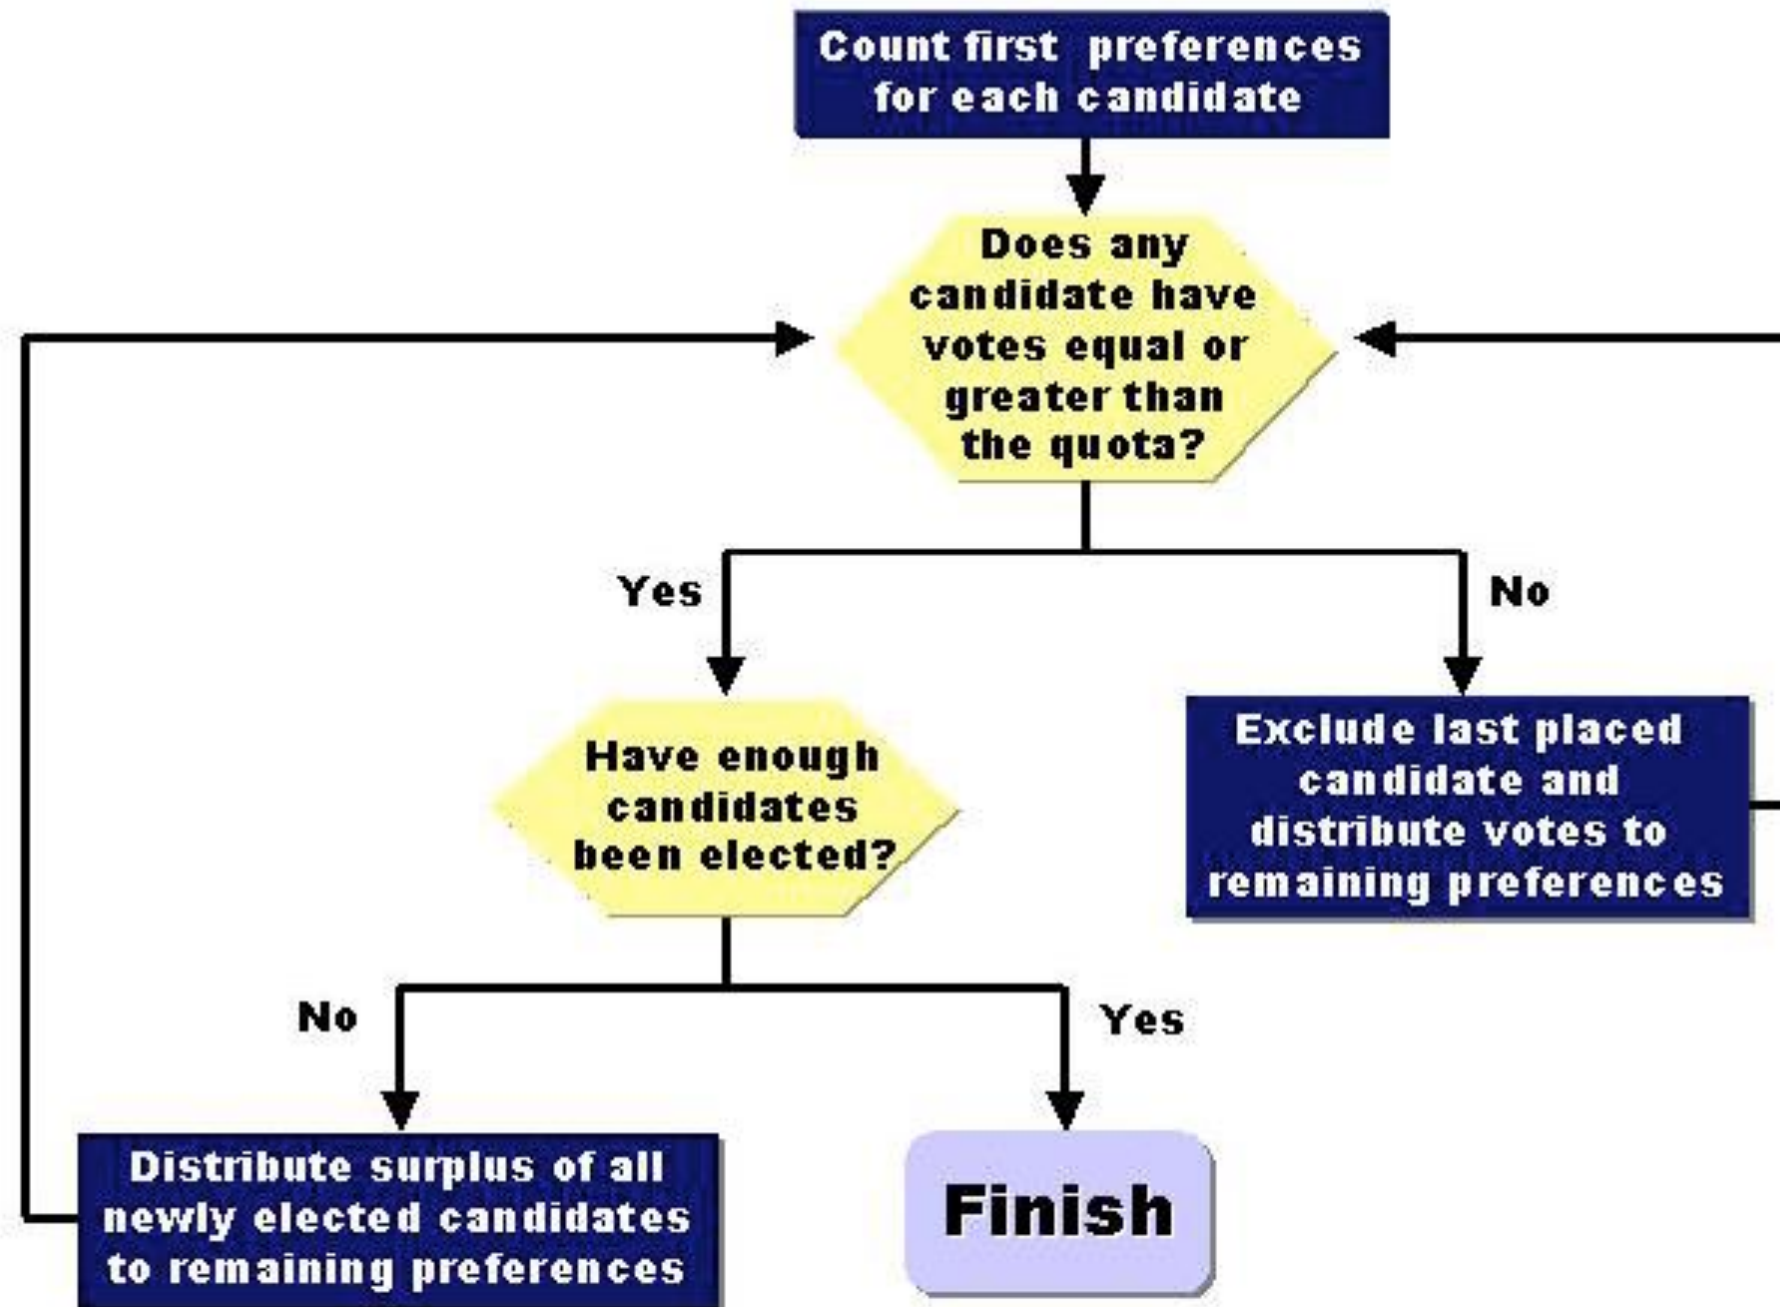 Count first preferences
for each candidate
Does any
candidate have
votes equal or
greater than
the quota?
Yes
No
Have enough
candidates
been elected?
Exclude last placed
candidate and
distribute votes to
remaining preferences
No
Yes
Distribute surplus of all
newly elected candidates
to remaining preferences
Finish